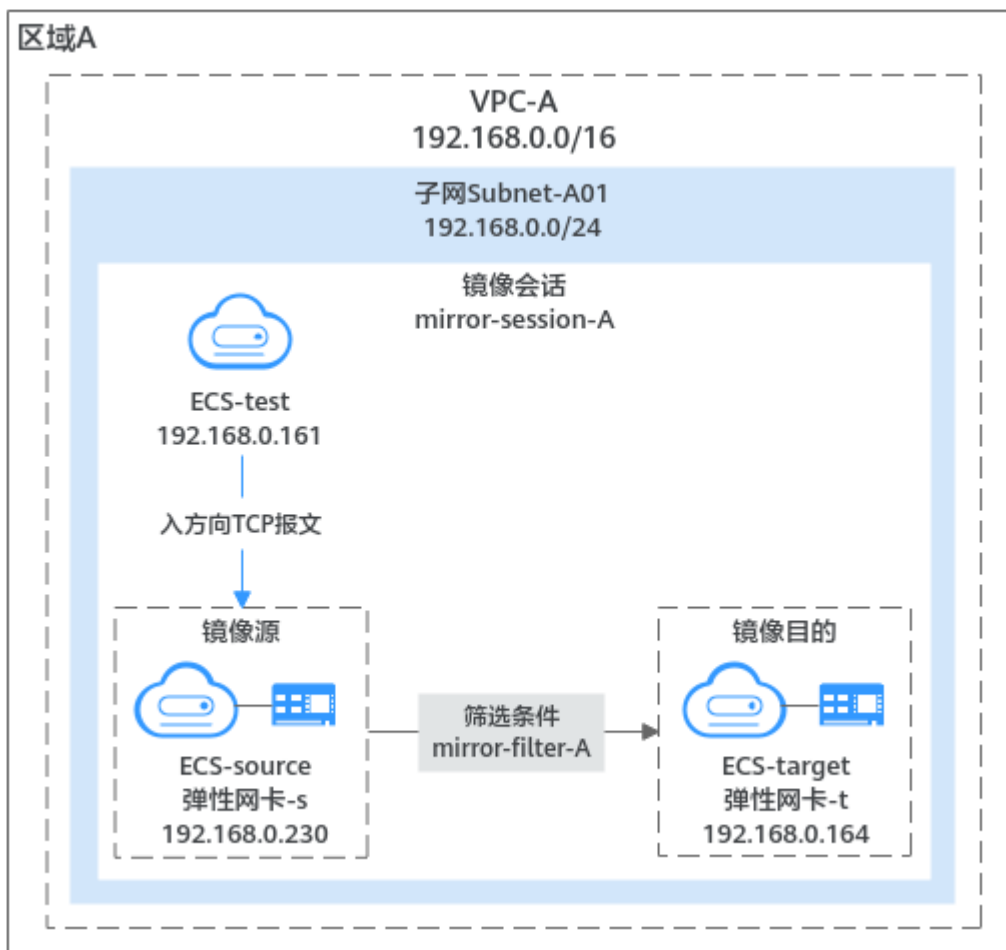 区域A
VPC-A
192.168.0.0/16
子网Subnet-A01
192.168.0.0/24
镜像会话
mirror-session-A
ECS-test
192.168.0.161
入方向TCP报文
镜像源
ECS-source
弹性网卡-s
192.168.0.230
筛选条件
mirror-filter-A
镜像目的
ECS-target
弹性网卡-t
192.168.0.164